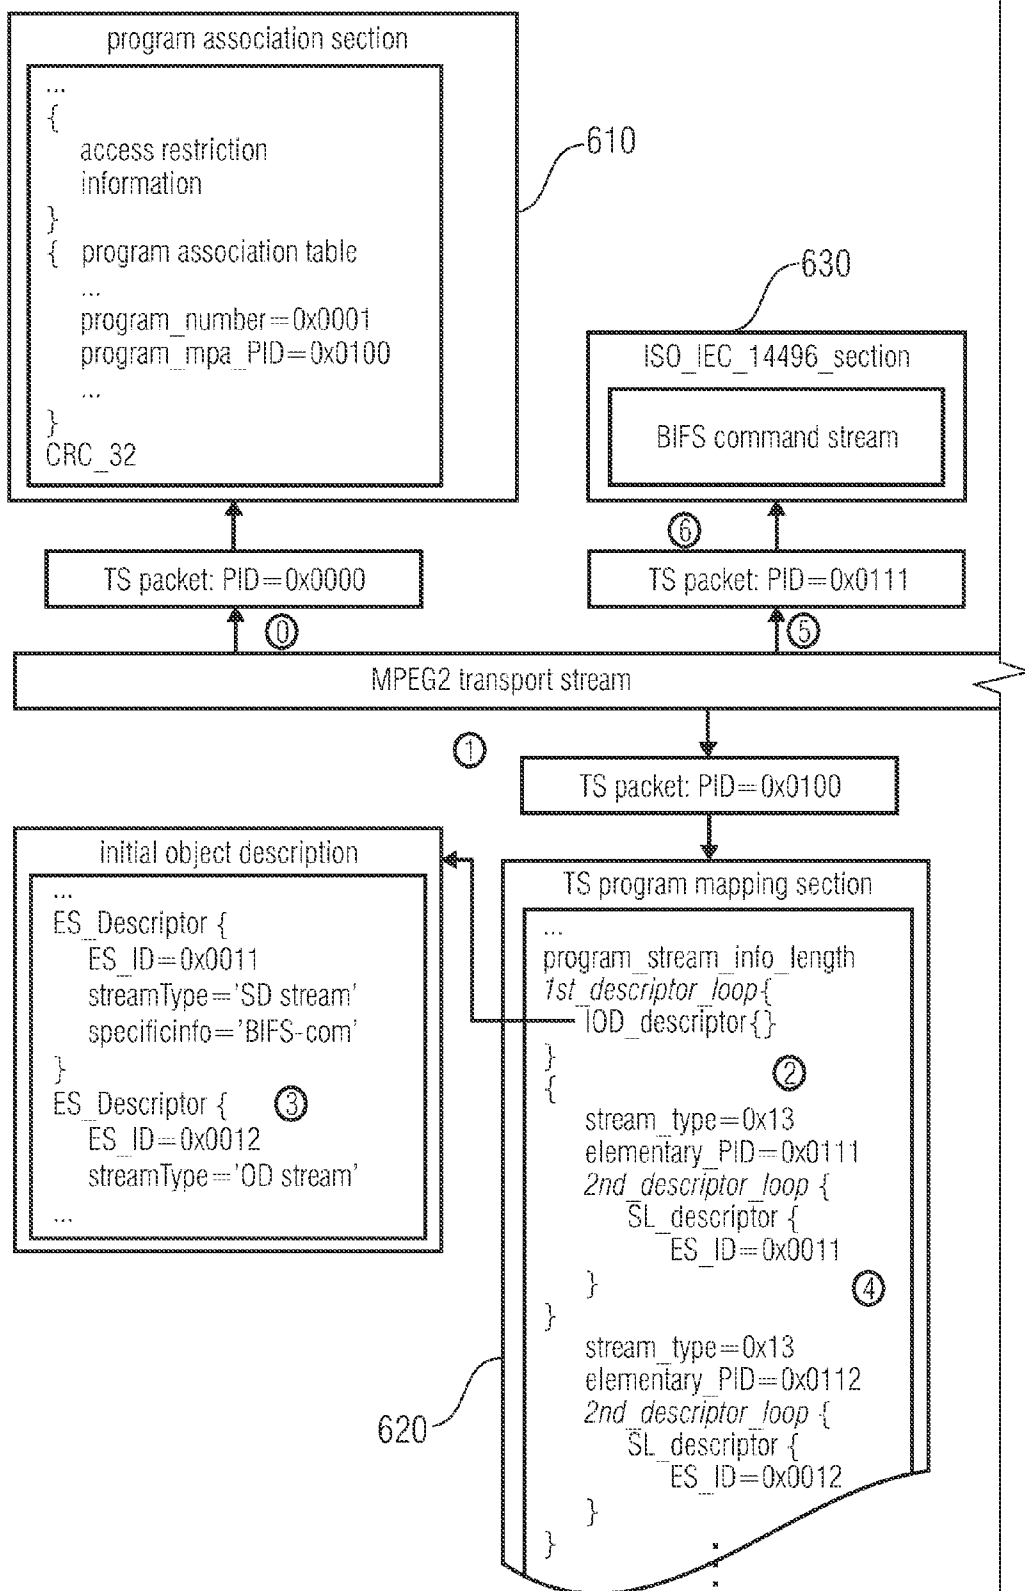 program association section
...
{
access restriction
information
}
{ program association table
...
program_number=0x0001
program_mpa_PID=0x0100
...
}
CRC_32
610
630
ISO_IEC_14496_section
BIFS command stream
6
TS packet: PID=0x0000
TS packet: PID=0x0111
0
5
MPEG2 transport stream
1
TS packet: PID=0x0100
initial object description
...
ES_Descriptor {
ES_ID=0x0011
streamType='SD stream'
specificinfo='BIFS-com'
}
ES_Descriptor {
3
ES_ID=0x0012
streamType='OD stream'
...
TS program mapping section
...
program_stream_info_length
1st_descriptor_loop{
IOD_descriptor{}
}
2
{
stream_type=0x13
elementary_PID=0x0111
2nd_descriptor_loop {
SL_descriptor {
ES_ID=0x0011
}
4
}
stream_type=0x13
elementary_PID=0x0112
2nd_descriptor_loop {
SL_descriptor {
ES_ID=0x0012
}
}
620